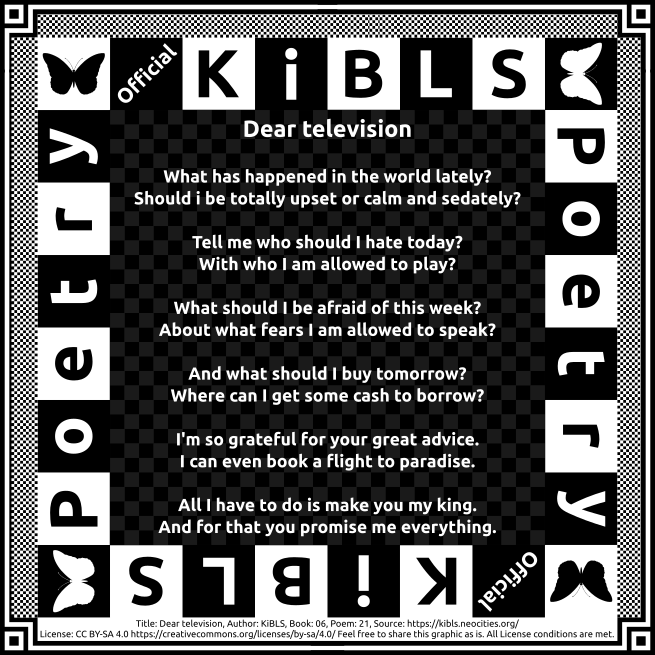 Official
KiBLS
Poetry
Poetry
Dear television
What has happened in the world lately?
Should i be totally upset or calm and sedately?
Tell me who should I hate today?
With who I am allowed to play?
What should I be afraid of this week?
About what fears I am allowed to speak?
And what should I buy tomorrow?
Where can I get some cash to borrow?
I'm so grateful for your great advice.
I can even book a flight to paradise.
All I have to do is make you my king.
And for that you promise me everything.
Official
KiBLS
Title: Dear television, Author: KiBLS, Book: 06, Poem: 21, Source: https://kibls.neocities.org/
License: CC BY-SA 4.0 https://creativecommons.org/licenses/by-sa/4.0/ Feel free to share this graphic as is. All License conditions are met.